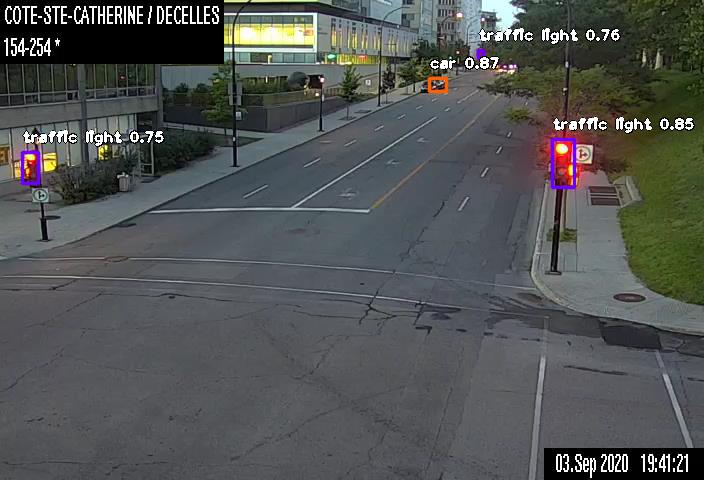 COTE-STE-CATHERINE / DECELLES
154-254 *
traffic light 0.76
car 0.87
traffic light 0.85
traffic light 0.75
03.Sep 2020 19:41:21